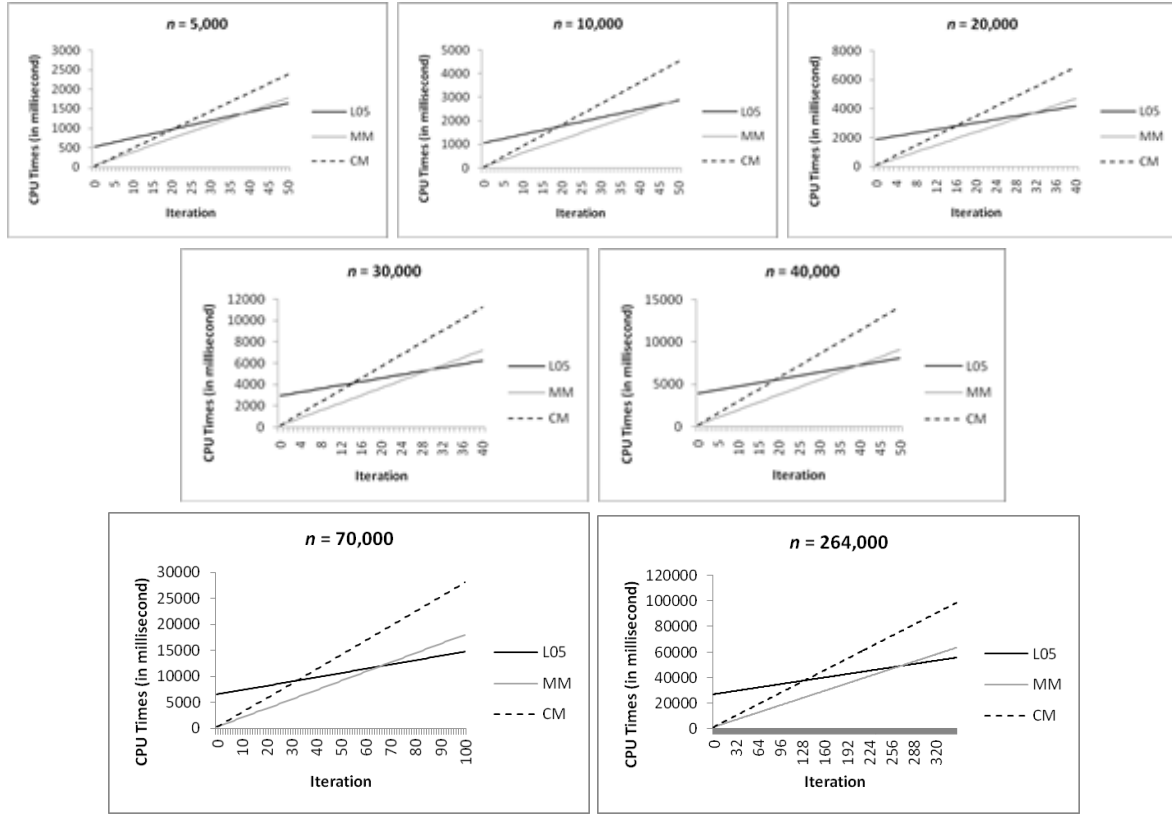 n = 5,000
CPU Times (in millisecond)
3000
2500
2000
1500
1000
500
0
0 5 10 15 20 25 30 35 40 45 50
Iteration
L05
MM
CM
n = 10,000
CPU Times (in millisecond)
5000
4000
3000
2000
1000
0
0 5 10 15 20 25 30 35 40 45 50
Iteration
L05
MM
CM
n = 20,000
CPU Times (in millisecond)
8000
6000
4000
2000
0
0 4 8 12 16 20 24 28 32 36 40
Iteration
L05
MM
CM
n = 30,000
CPU Times (in millisecond)
12000
10000
8000
6000
4000
2000
0
0 4 8 12 16 20 24 28 32 36 40
Iteration
L05
MM
CM
n = 40,000
CPU Times (in millisecond)
15000
10000
5000
0
0 5 10 15 20 25 30 35 40 45 50
Iteration
L05
MM
CM
n = 70,000
CPU Times (in millisecond)
30000
25000
20000
15000
10000
5000
0
0 10 20 30 40 50 60 70 80 90 100
Iteration
L05
MM
CM
n = 264,000
CPU Times (in millisecond)
120000
100000
80000
60000
40000
20000
0
0 32 64 96 128 160 192 224 256 288 320
Iteration
L05
MM
CM